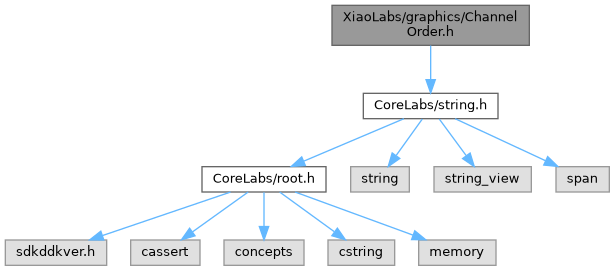 XiaoLabs/graphics/Channel
Order.h
CoreLabs/string.h
CoreLabs/root.h
string
string_view
span
sdkddkver.h
cassert
concepts
cstring
memory